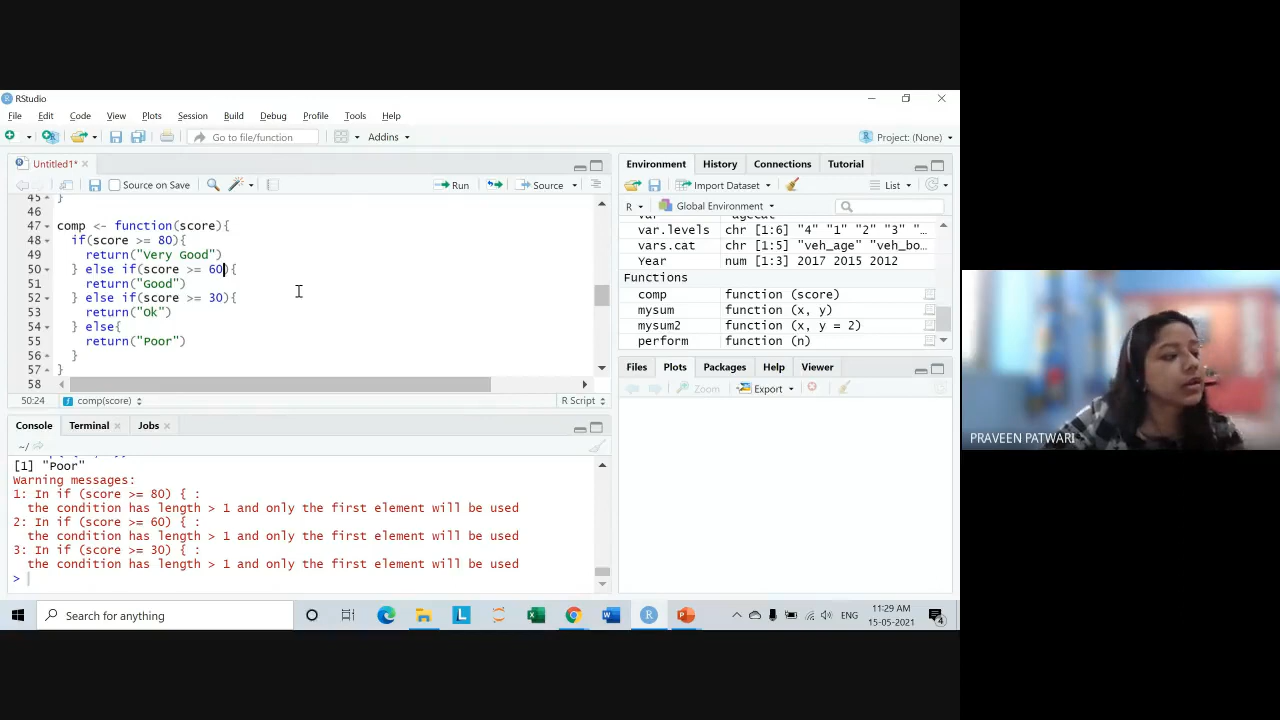 RStudio
File Edit Code View Plots Session Build Debug Profile Tools Help
Go to file/function Addins Project: (None)
Untitled1*
Source on Save Run Source
45 }
46
47 comp <- function(score){
48 if(score >= 80){
49 return("Very Good")
50 } else if(score >= 60){
51 return("Good")
52 } else if(score >= 30){
53 return("Ok")
54 } else{
55 return("Poor")
56 }
57 }
58
50:24 comp(score) R Script
Console Terminal Jobs
~/
[1] "Poor"
Warning messages:
1: In if (score >= 80) { :
the condition has length > 1 and only the first element will be used
2: In if (score >= 60) { :
the condition has length > 1 and only the first element will be used
3: In if (score >= 30) { :
the condition has length > 1 and only the first element will be used
>
Environment History Connections Tutorial
Import Dataset List
R Global Environment
var.levels chr [1:6] "4" "1" "2" "3" "…
vars.cat chr [1:5] "veh_age" "veh_bo…
Year num [1:3] 2017 2015 2012
Functions
comp function (score)
mysum function (x, y)
mysum2 function (x, y = 2)
perform function (n)
Files Plots Packages Help Viewer
Zoom Export
PRAVEEN PATWARI
Search for anything
ENG
11:29 AM
15-05-2021
4